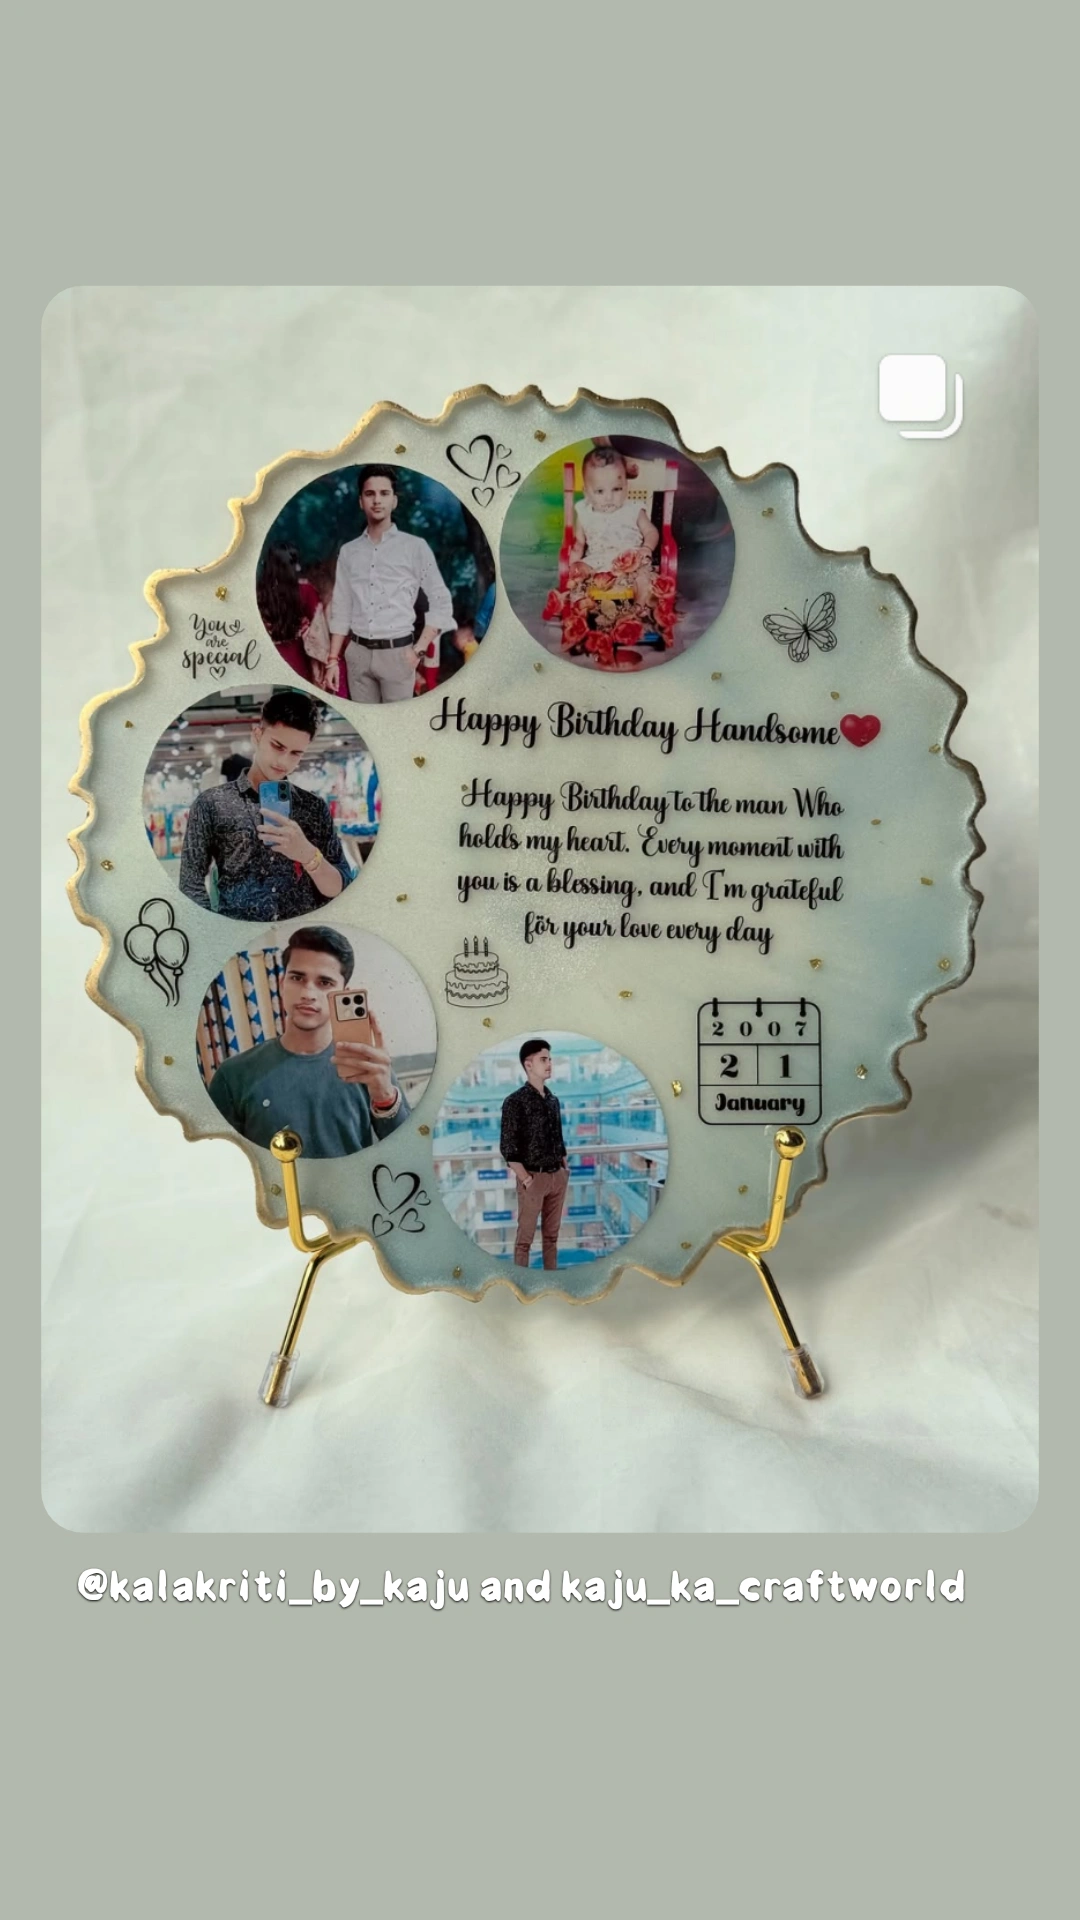 You
are
special
Happy Birthday Handsome
Happy Birthday to the man Who
holds my heart. Every moment with
you is a blessing, and I'm grateful
för your love every day
2 0 0 7
2 1
January
@kalakriti_by_kaju and kaju_ka_craftworld